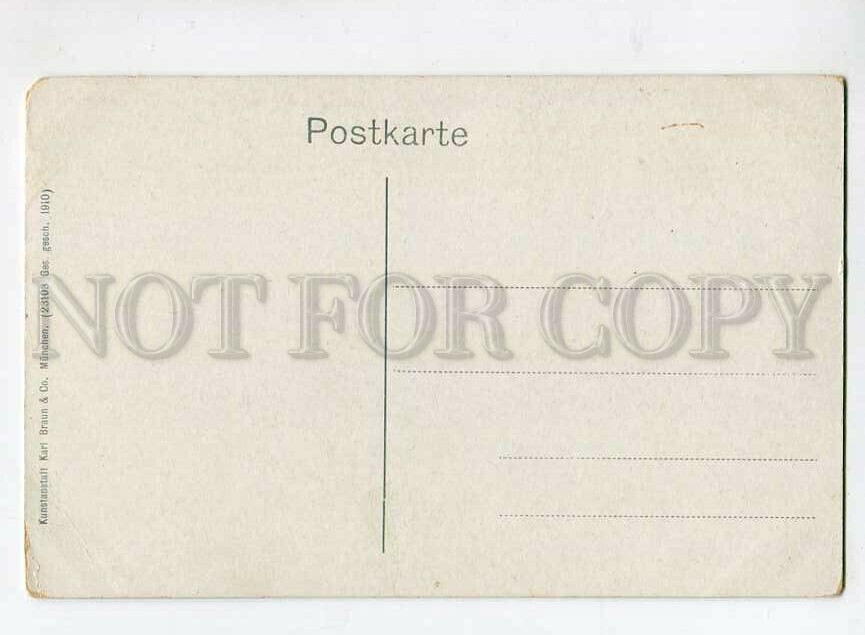 Postkarte
Kunstanstalt Karl Braun & Co. München. (23103 Ges. gesch. 1910)
NOT FOR COPY